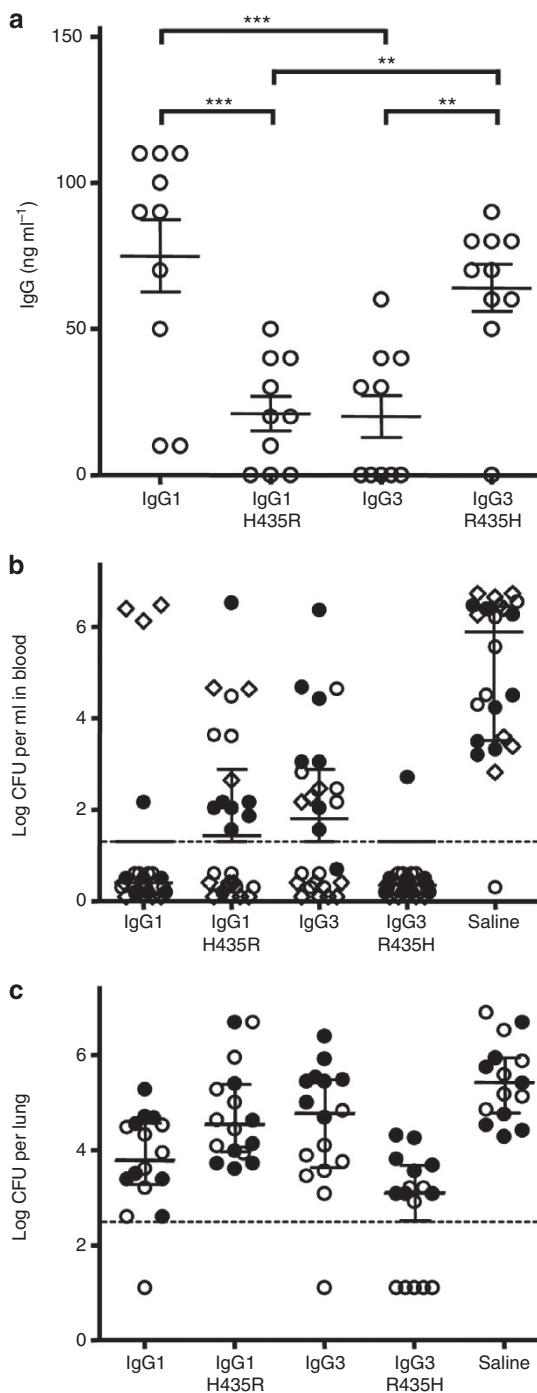 a
***
**
*** **
150
100
50
0
IgG (ng ml⁻¹)
IgG1 IgG1 H435R IgG3 IgG3 R435H
b
6
4
2
0
Log CFU per ml in blood
IgG1 IgG1 H435R IgG3 IgG3 R435H Saline
c
6
4
2
0
Log CFU per lung
IgG1 IgG1 H435R IgG3 IgG3 R435H Saline